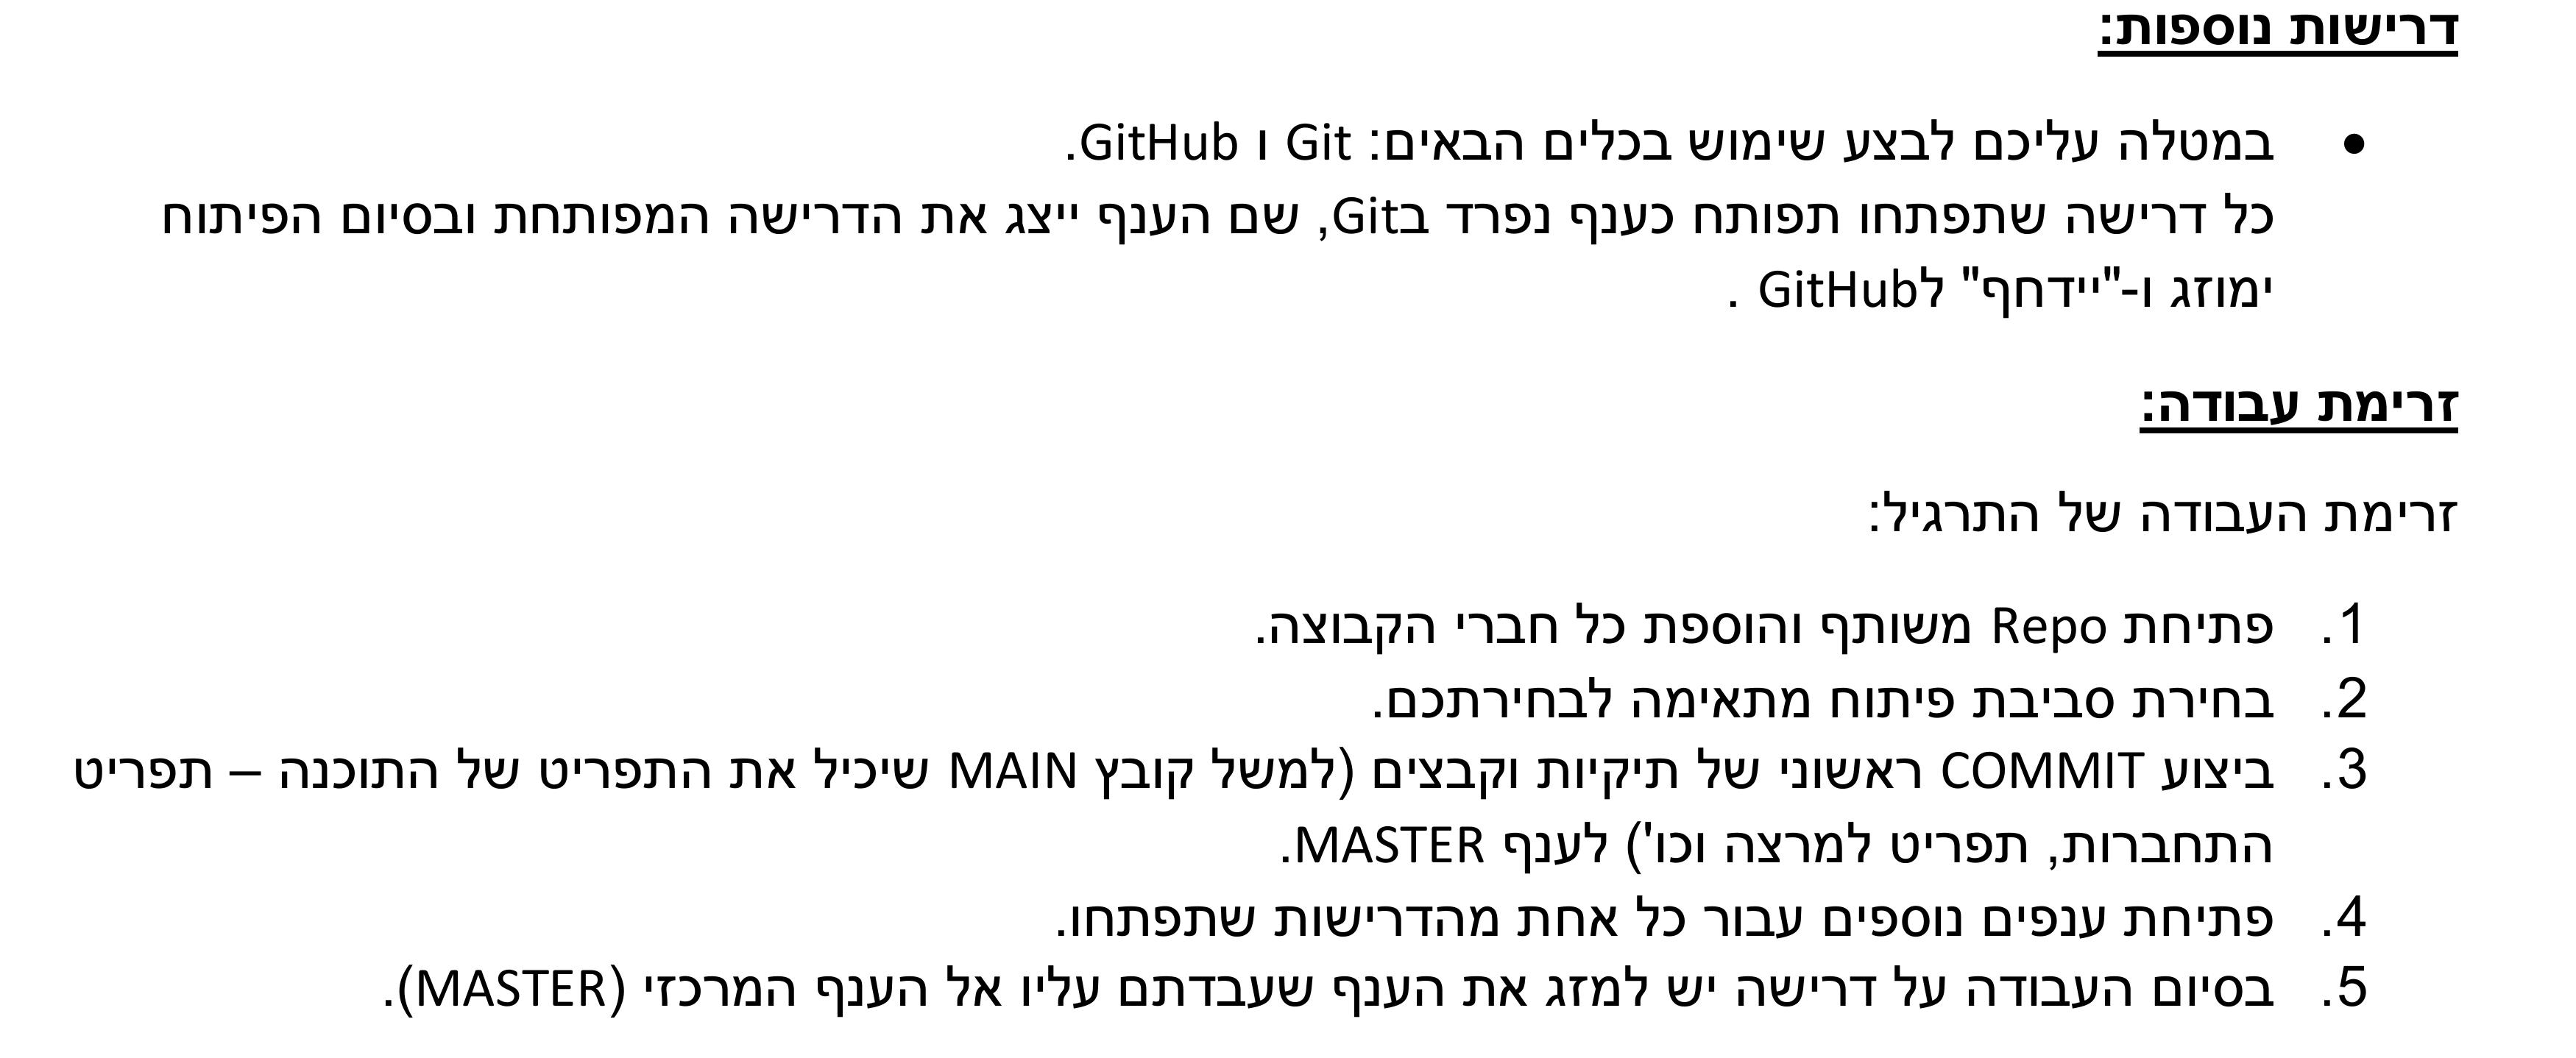 דרישות נוספות:
• במטלה עליכם לבצע שימוש בכלים הבאים: Git ו GitHub.
כל דרישה שתפתחו תפותח כענף נפרד בGit, שם הענף ייצג את הדרישה המפותחת ובסיום הפיתוח
ימוזג ו-"יידחף" לGitHub .
זרימת עבודה:
זרימת העבודה של התרגיל:
1. פתיחת Repo משותף והוספת כל חברי הקבוצה.
2. בחירת סביבת פיתוח מתאימה לבחירתכם.
3. ביצוע COMMIT ראשוני של תיקיות וקבצים (למשל קובץ MAIN שיכיל את התפריט של התוכנה – תפריט
התחברות, תפריט למרצה וכו') לענף MASTER.
4. פתיחת ענפים נוספים עבור כל אחת מהדרישות שתפתחו.
5. בסיום העבודה על דרישה יש למזג את הענף שעבדתם עליו אל הענף המרכזי (MASTER).